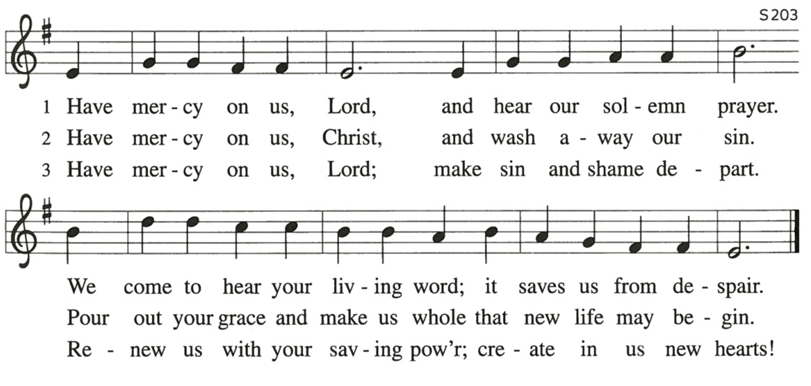 S203
1 Have mer - cy on us, Lord, and hear our sol - emn prayer.
2 Have mer - cy on us, Christ, and wash a - way our sin.
3 Have mer - cy on us, Lord; make sin and shame de - part.
We come to hear your liv - ing word; it saves us from de - spair.
Pour out your grace and make us whole that new life may be - gin.
Re - new us with your sav - ing pow'r; cre - ate in us new hearts!